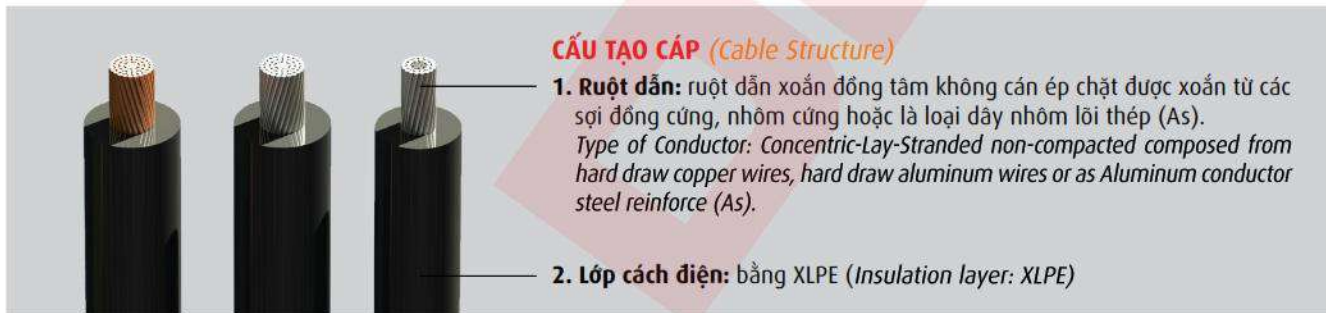 CẤU TẠO CÁP (Cable Structure)
1. Ruột dẫn: ruột dẫn xoắn đồng tâm không cán ép chặt được xoắn từ các
sợi đồng cứng, nhôm cứng hoặc là loại dây nhôm lõi thép (As).
Type of Conductor: Concentric-Lay-Stranded non-compacted composed from
hard draw copper wires, hard draw aluminum wires or as Aluminum conductor
steel reinforce (As).
2. Lớp cách điện: bằng XLPE (Insulation layer: XLPE)